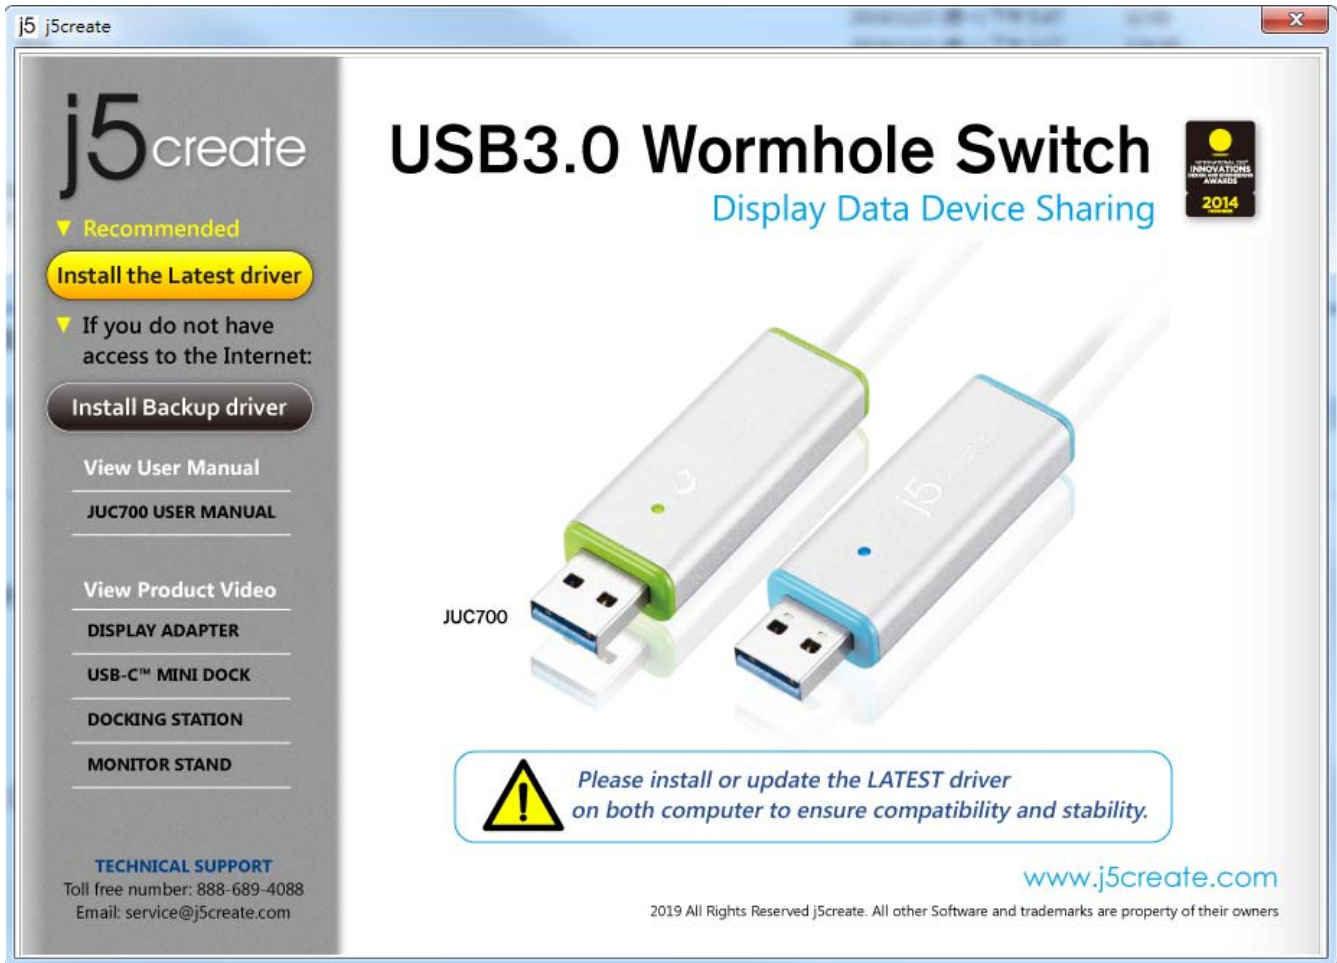 j5 j5create
j5create
Recommended
Install the Latest driver
If you do not have
access to the Internet:
Install Backup driver
View User Manual
JUC700 USER MANUAL
View Product Video
DISPLAY ADAPTER
USB-C™ MINI DOCK
DOCKING STATION
MONITOR STAND
TECHNICAL SUPPORT
Toll free number: 888-689-4088
Email: service@j5create.com
USB3.0 Wormhole Switch
Display Data Device Sharing
INNOVATIONS
DESIGN AND ENGINEERING
AWARDS
2014
j5create
JUC700
Please install or update the LATEST driver
on both computer to ensure compatibility and stability.
www.j5create.com
2019 All Rights Reserved j5create. All other Software and trademarks are property of their owners